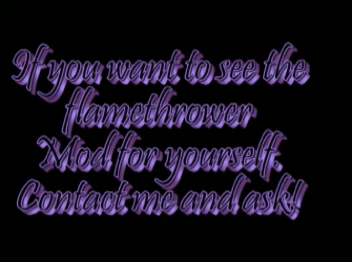 If you want to see the
flamethrower
Mod for yourself.
Contact me and ask!